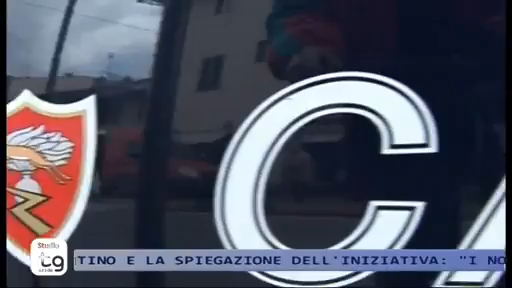 CA
Studio
tg
TINO E LA SPIEGAZIONE DELL'INIZIATIVA: "I NO